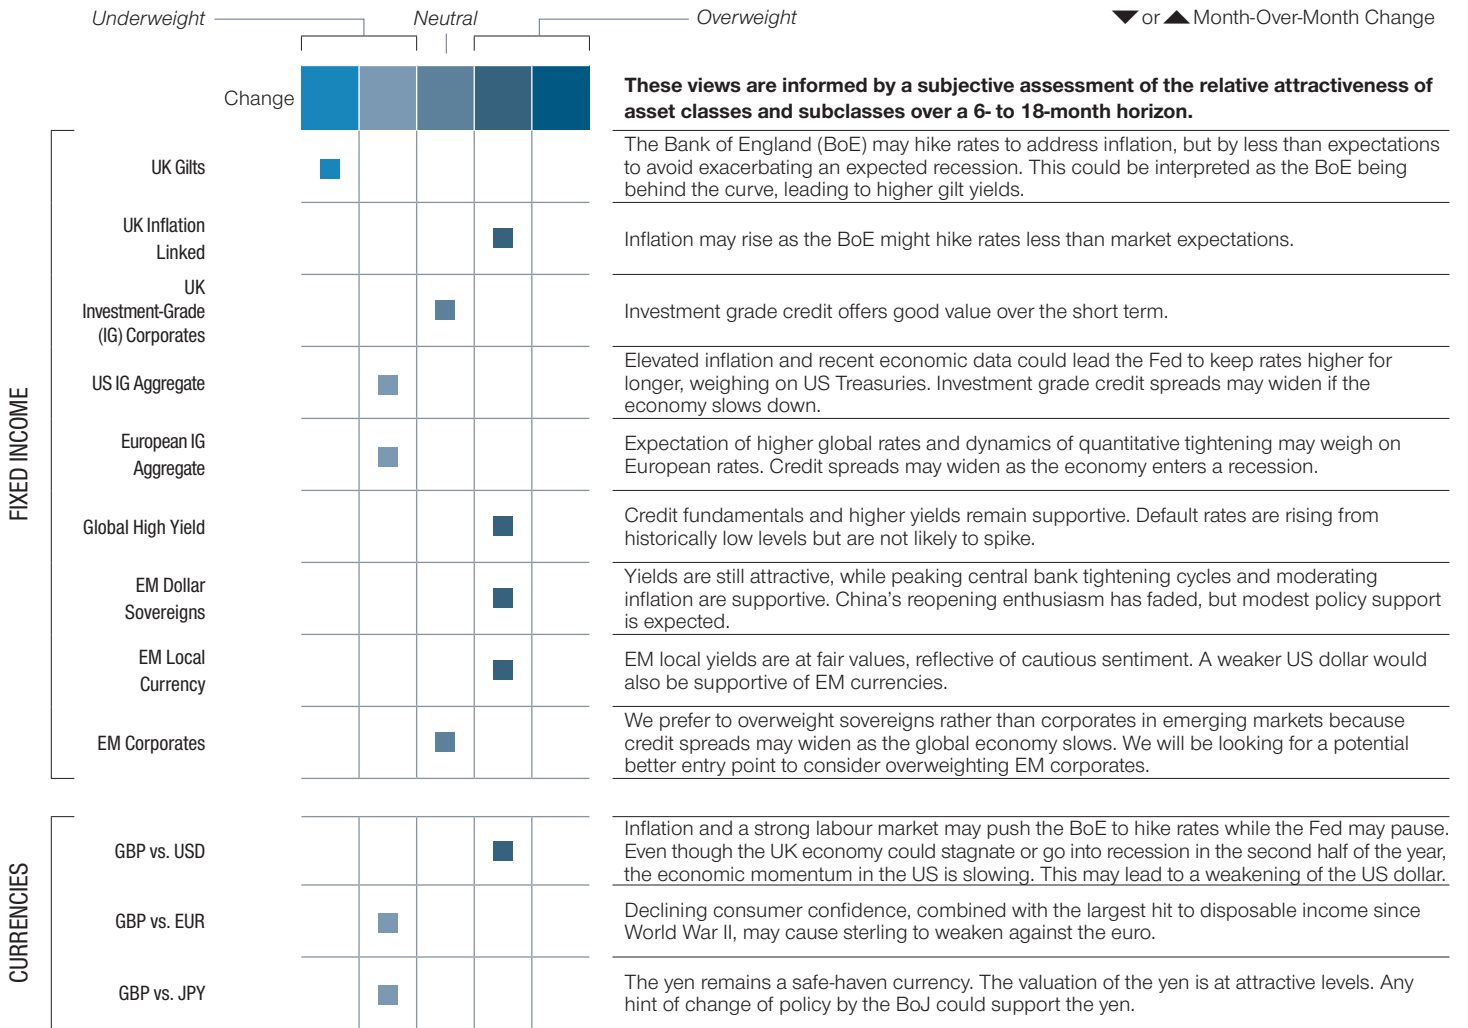 Underweight
Neutral
Overweight
▼ or ▲ Month-Over-Month Change
Change
These views are informed by a subjective assessment of the relative attractiveness of
asset classes and subclasses over a 6- to 18-month horizon.
FIXED INCOME
UK Gilts
The Bank of England (BoE) may hike rates to address inflation, but by less than expectations
to avoid exacerbating an expected recession. This could be interpreted as the BoE being
behind the curve, leading to higher gilt yields.
UK Inflation
Linked
Inflation may rise as the BoE might hike rates less than market expectations.
UK
Investment-Grade
(IG) Corporates
Investment grade credit offers good value over the short term.
US IG Aggregate
Elevated inflation and recent economic data could lead the Fed to keep rates higher for
longer, weighing on US Treasuries. Investment grade credit spreads may widen if the
economy slows down.
European IG
Aggregate
Expectation of higher global rates and dynamics of quantitative tightening may weigh on
European rates. Credit spreads may widen as the economy enters a recession.
Global High Yield
Credit fundamentals and higher yields remain supportive. Default rates are rising from
historically low levels but are not likely to spike.
EM Dollar
Sovereigns
Yields are still attractive, while peaking central bank tightening cycles and moderating
inflation are supportive. China's reopening enthusiasm has faded, but modest policy support
is expected.
EM Local
Currency
EM local yields are at fair values, reflective of cautious sentiment. A weaker US dollar would
also be supportive of EM currencies.
EM Corporates
We prefer to overweight sovereigns rather than corporates in emerging markets because
credit spreads may widen as the global economy slows. We will be looking for a potential
better entry point to consider overweighting EM corporates.
CURRENCIES
GBP vs. USD
Inflation and a strong labour market may push the BoE to hike rates while the Fed may pause.
Even though the UK economy could stagnate or go into recession in the second half of the year,
the economic momentum in the US is slowing. This may lead to a weakening of the US dollar.
GBP vs. EUR
Declining consumer confidence, combined with the largest hit to disposable income since
World War II, may cause sterling to weaken against the euro.
GBP vs. JPY
The yen remains a safe-haven currency. The valuation of the yen is at attractive levels. Any
hint of change of policy by the BoJ could support the yen.